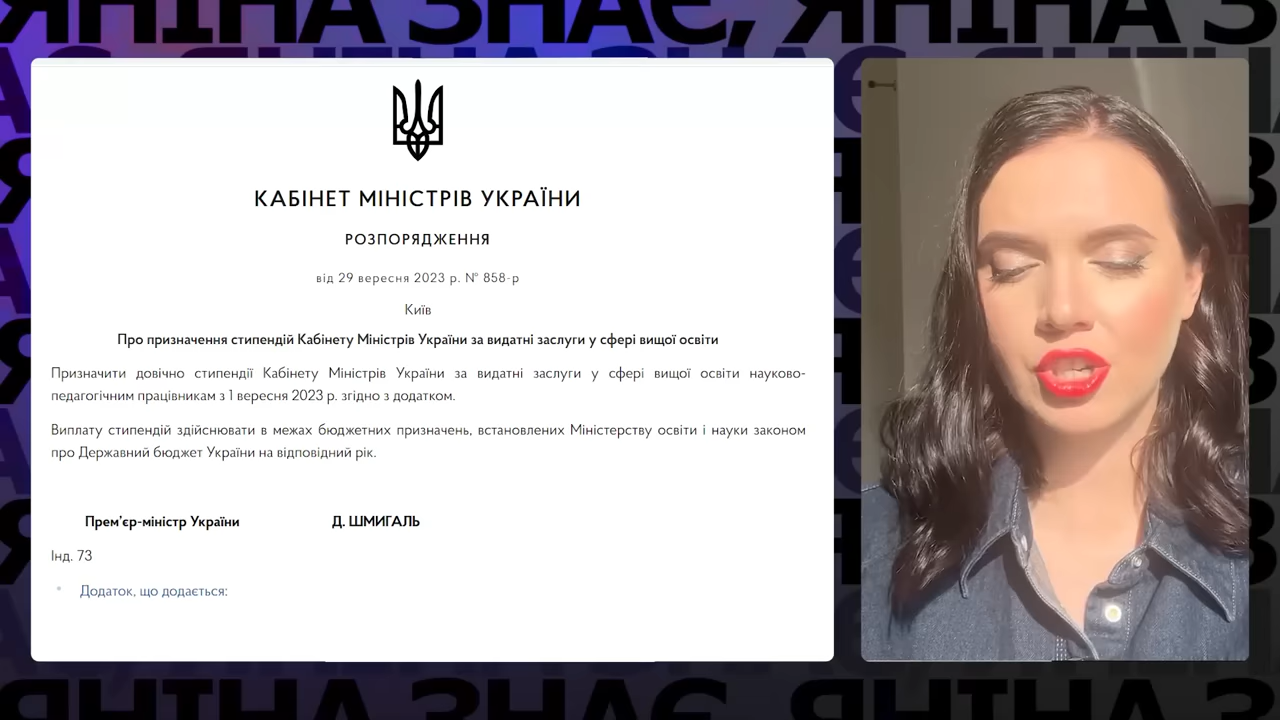 ЯНІНА ЗНАЄ, ЯНІНА З
КАБІНЕТ МІНІСТРІВ УКРАЇНИ
РОЗПОРЯДЖЕННЯ
від 29 вересня 2023 р. № 858-р
Київ
Про призначення стипендій Кабінету Міністрів України за видатні заслуги у сфері вищої освіти
Призначити довічно стипендії Кабінету Міністрів України за видатні заслуги у сфері вищої освіти науково-
педагогічним працівникам з 1 вересня 2023 р. згідно з додатком.
Виплату стипендій здійснювати в межах бюджетних призначень, встановлених Міністерству освіти і науки законом
про Державний бюджет України на відповідний рік.
Прем’єр-міністр України Д. ШМИГАЛЬ
Інд. 73
Додаток, що додається:
ЯНІНА ЗНАЄ, ЯНІНА З